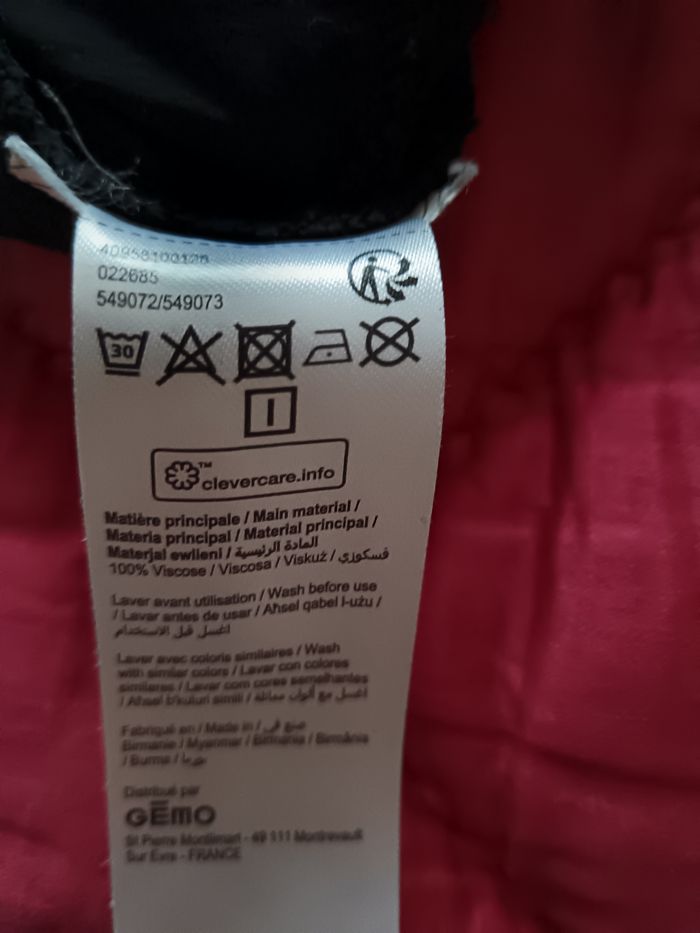 022685
549072/549073
30
™
clevercare.info
Matière principale / Main material /
Materia principal / Material principal /
Materjal ewlieni / المادة الرئيسية
100% Viscose / Viscosa / Viskuż / فسكوزي
Laver avant utilisation / Wash before use
/ Lavar antes de usar / Aħsel qabel l-użu /
اغسل قبل الاستخدام
Laver avec coloris similaires / Wash
with similar colors / Lavar con colores
similares / Lavar com cores semelhantes
/ Aħsel b'kuluri simili / اغسل مع ألوان مماثلة
Fabriqué en / Made in / صنع في
Birmanie / Myanmar / Birmania / Birmânia
/ Burma /
Distribué par
GĒMO
St Pierre Montlimart - 49 111 Montrevault
Sur Evre - FRANCE